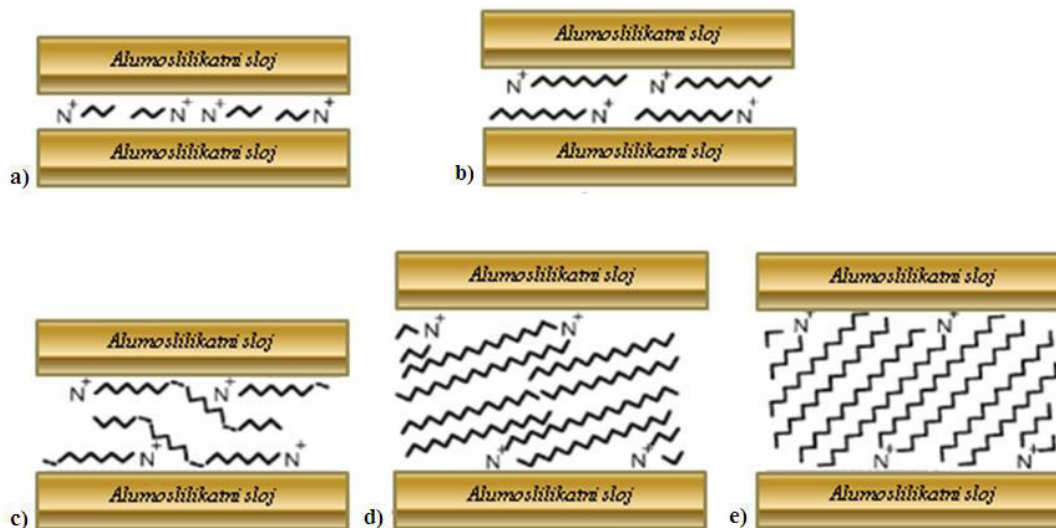 Alumoslilikatni sloj
N⁺ N⁺ N⁺ N⁺
Alumoslilikatni sloj
a)
Alumoslilikatni sloj
N⁺ N⁺
N⁺ N⁺
Alumoslilikatni sloj
b)
Alumoslilikatni sloj
N⁺ N⁺
N⁺ N⁺
Alumoslilikatni sloj
c)
Alumoslilikatni sloj
N⁺ N⁺
N⁺ N⁺
Alumoslilikatni sloj
d)
Alumoslilikatni sloj
N⁺ N⁺
N⁺ N⁺
Alumoslilikatni sloj
e)